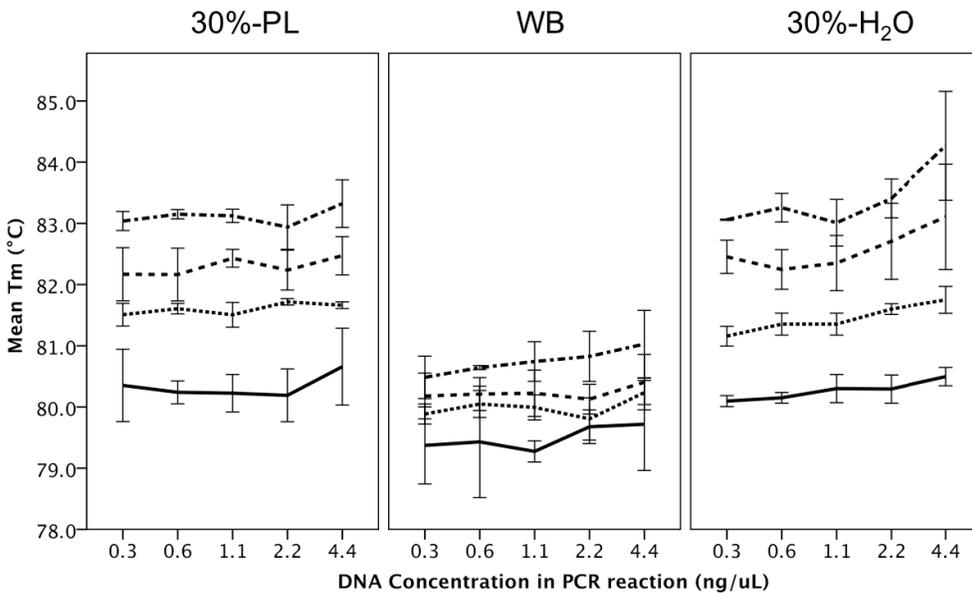 30%-PL WB 30%-H₂O
85.0
84.0
83.0
82.0
81.0
80.0
79.0
78.0
Mean Tm (°C)
0.3 0.6 1.1 2.2 4.4 0.3 0.6 1.1 2.2 4.4 0.3 0.6 1.1 2.2 4.4
DNA Concentration in PCR reaction (ng/uL)